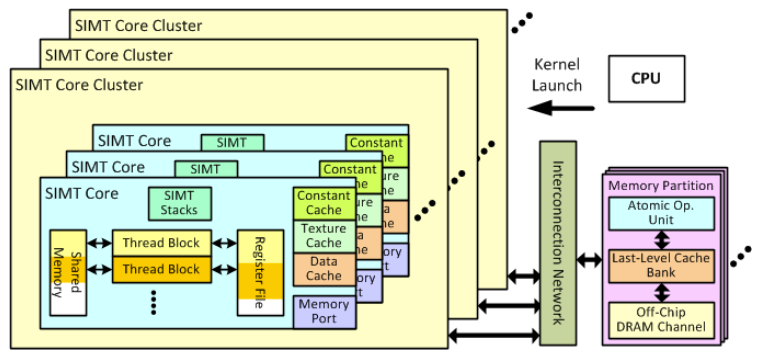 SIMT Core Cluster
SIMT Core Cluster
SIMT Core Cluster
Kernel
Launch
CPU
SIMT Core
SIMT
Constant
SIMT Core
SIMT
Constant
SIMT Core
SIMT
Stacks
Constant
Cache
Texture
Cache
Data
Cache
Memory
Port
Shared
Memory
Thread Block
Thread Block
Register File
Interconnection Network
Memory Partition
Atomic Op.
Unit
Last-Level Cache
Bank
Off-Chip
DRAM Channel